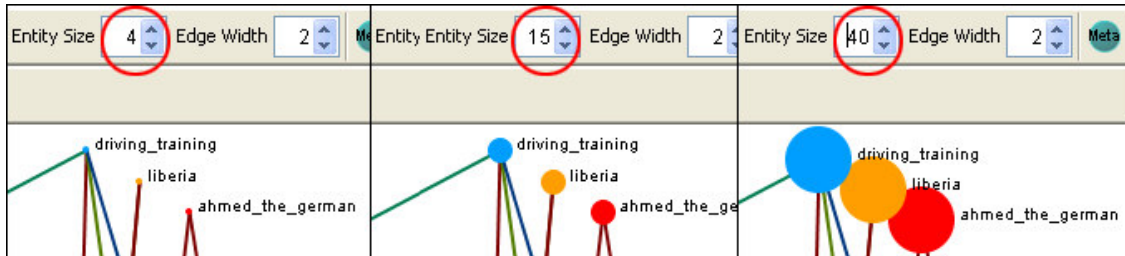 Entity Size 4 Edge Width 2 Me
Entity Entity Size 15 Edge Width 2
Entity Size 40 Edge Width 2 Meta
driving_training
liberia
ahmed_the_german
driving_training
liberia
ahmed_the_ge
driving_training
liberia
ahmed_the_german